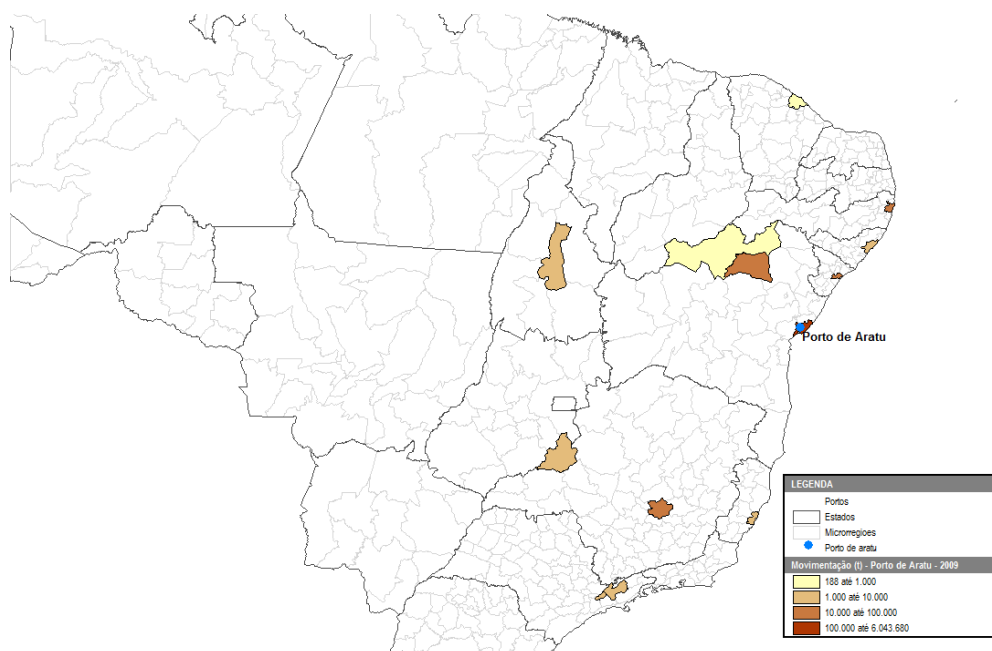 Porto de Aratu
LEGENDA
Portos
Estados
Microrregioes
Porto de aratu
Movimentação (t) - Porto de Aratu - 2009
188 até 1.000
1.000 até 10.000
10.000 até 100.000
100.000 até 6.043.680